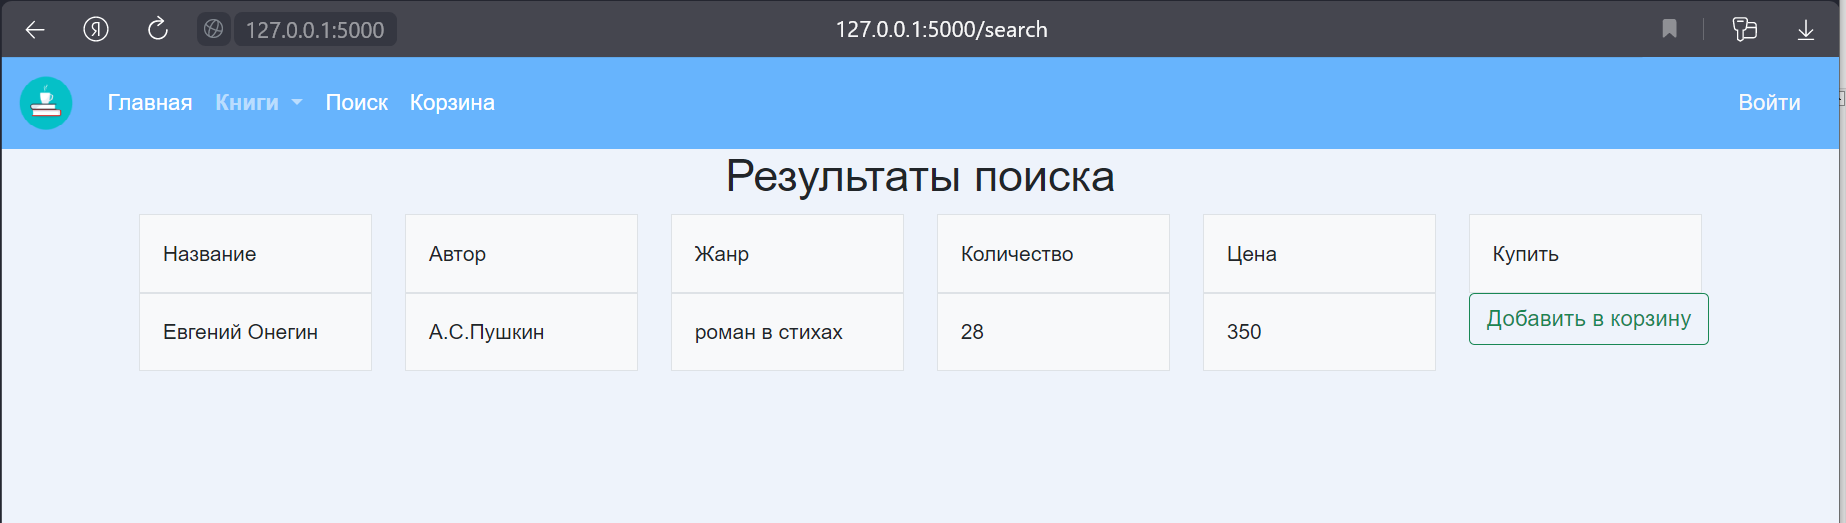 127.0.0.1:5000 127.0.0.1:5000/search
Главная Книги Поиск Корзина Войти
Результаты поиска
Название Автор Жанр Количество Цена Купить
Евгений Онегин А.С.Пушкин роман в стихах 28 350 Добавить в корзину